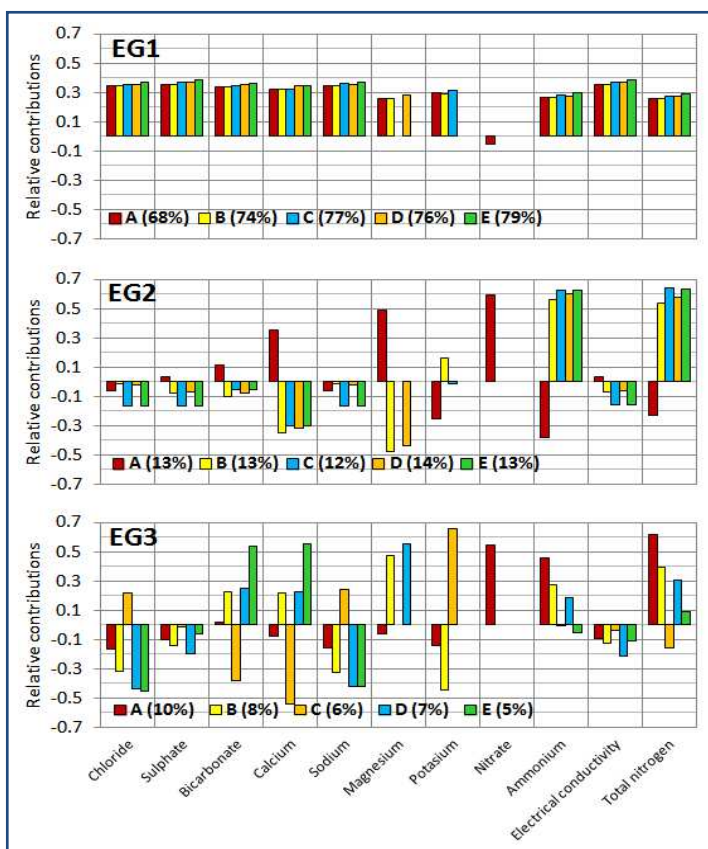 EG1
Relative contributions
0.7
0.5
0.3
0.1
-0.1
-0.3
-0.5
-0.7
A (68%) B (74%) C (77%) D (76%) E (79%)
EG2
Relative contributions
0.7
0.5
0.3
0.1
-0.1
-0.3
-0.5
-0.7
A (13%) B (13%) C (12%) D (14%) E (13%)
EG3
Relative contributions
0.7
0.5
0.3
0.1
-0.1
-0.3
-0.5
-0.7
A (10%) B (8%) C (6%) D (7%) E (5%)
Chloride
Sulphate
Bicarbonate
Calcium
Sodium
Magnesium
Potasium
Nitrate
Ammonium
Electrical conductivity
Total nitrogen